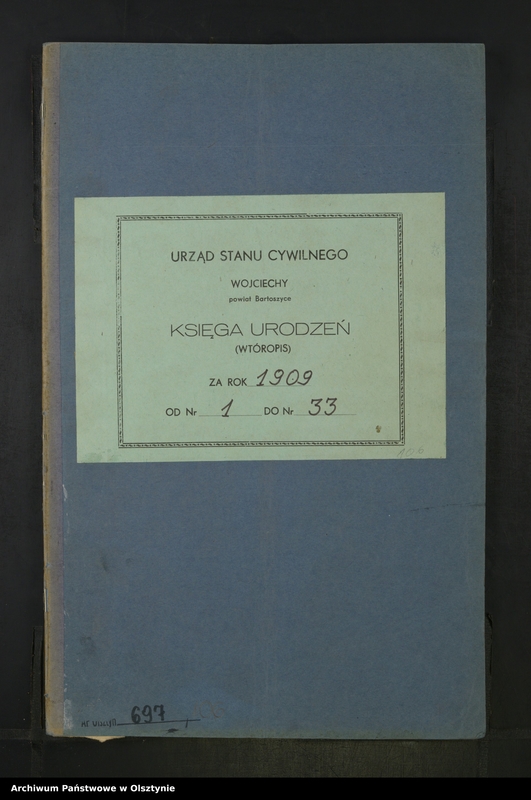 URZĄD STANU CYWILNEGO
WOJCIECHY
powiat Bartoszyce
KSIĘGA URODZEŃ
(WTÓROPIS)
ZA ROK 1909
OD Nr 1 DO Nr 33
697
Archiwum Państwowe w Olsztynie